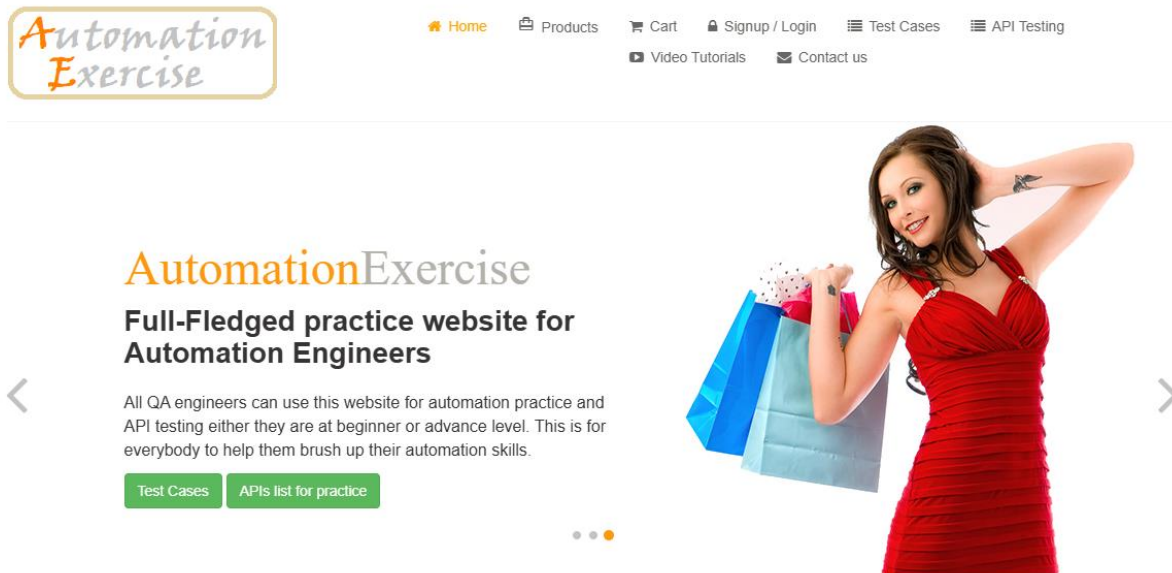 Automation
Exercise
Home Products Cart Signup / Login Test Cases API Testing
Video Tutorials Contact us
AutomationExercise
Full-Fledged practice website for
Automation Engineers
All QA engineers can use this website for automation practice and
API testing either they are at beginner or advance level. This is for
everybody to help them brush up their automation skills.
Test Cases APIs list for practice